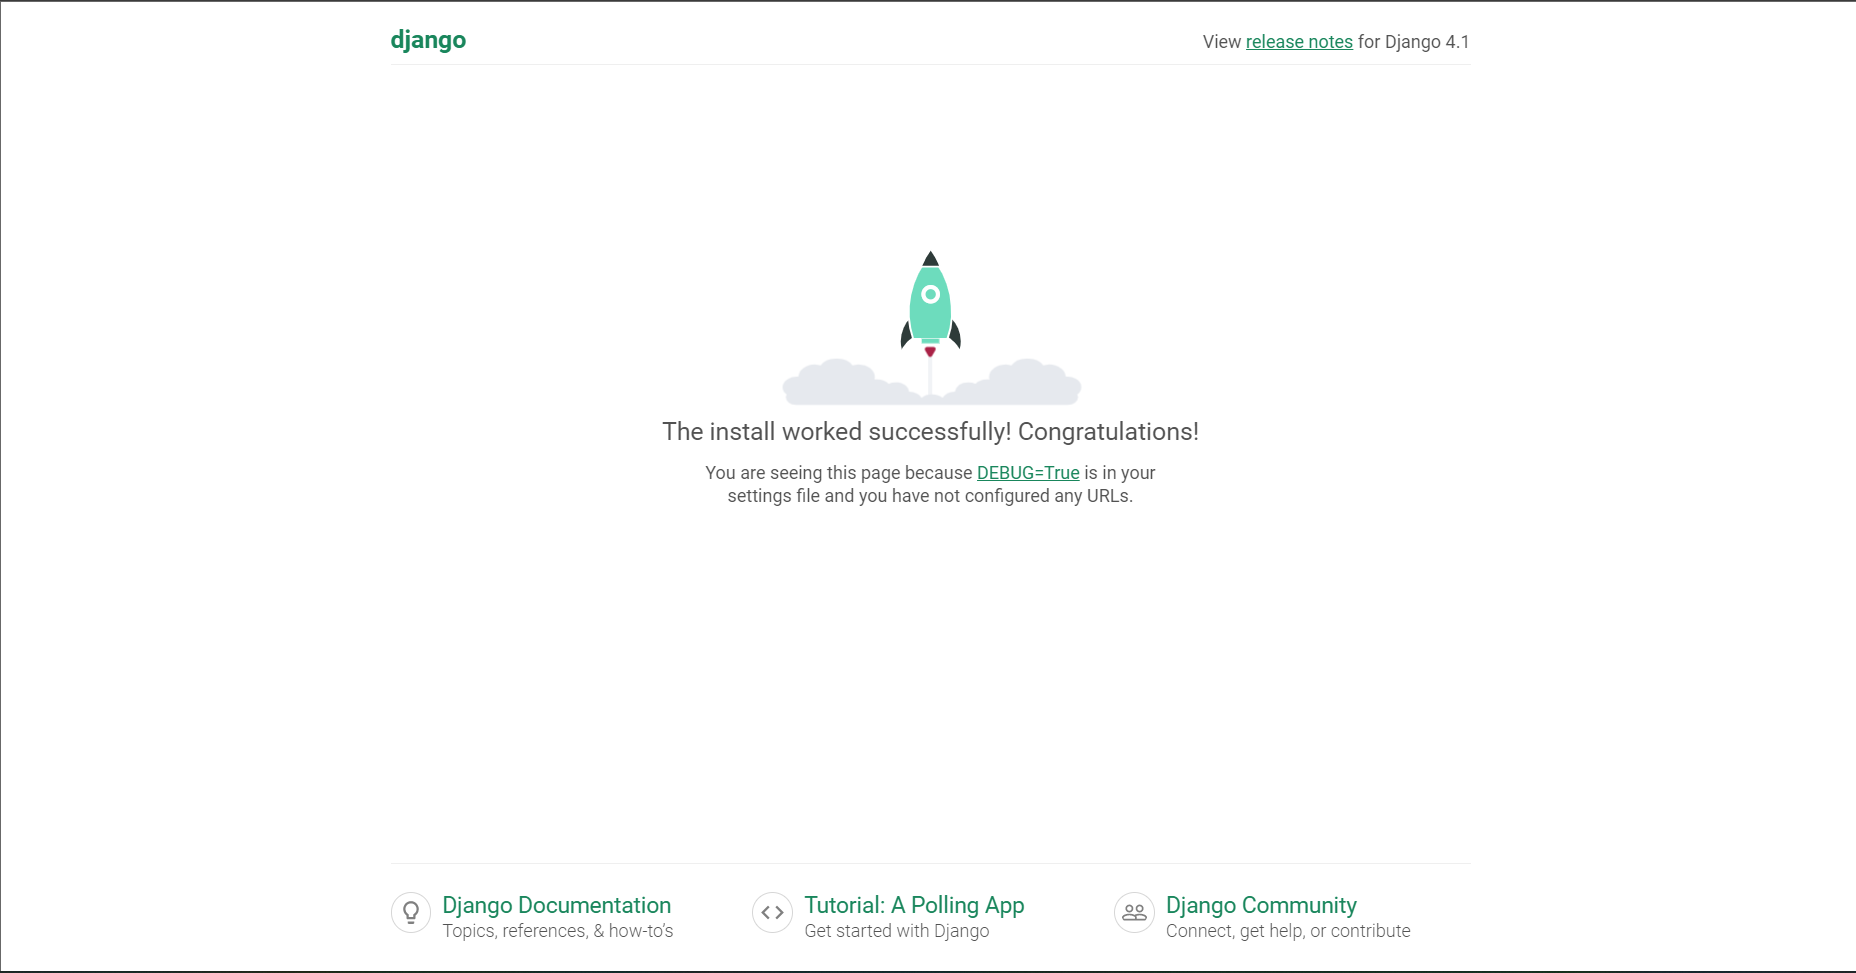 django
View release notes for Django 4.1
The install worked successfully! Congratulations!
You are seeing this page because DEBUG=True is in your
settings file and you have not configured any URLs.
Django Documentation
Topics, references, & how-to’s
Tutorial: A Polling App
Get started with Django
Django Community
Connect, get help, or contribute